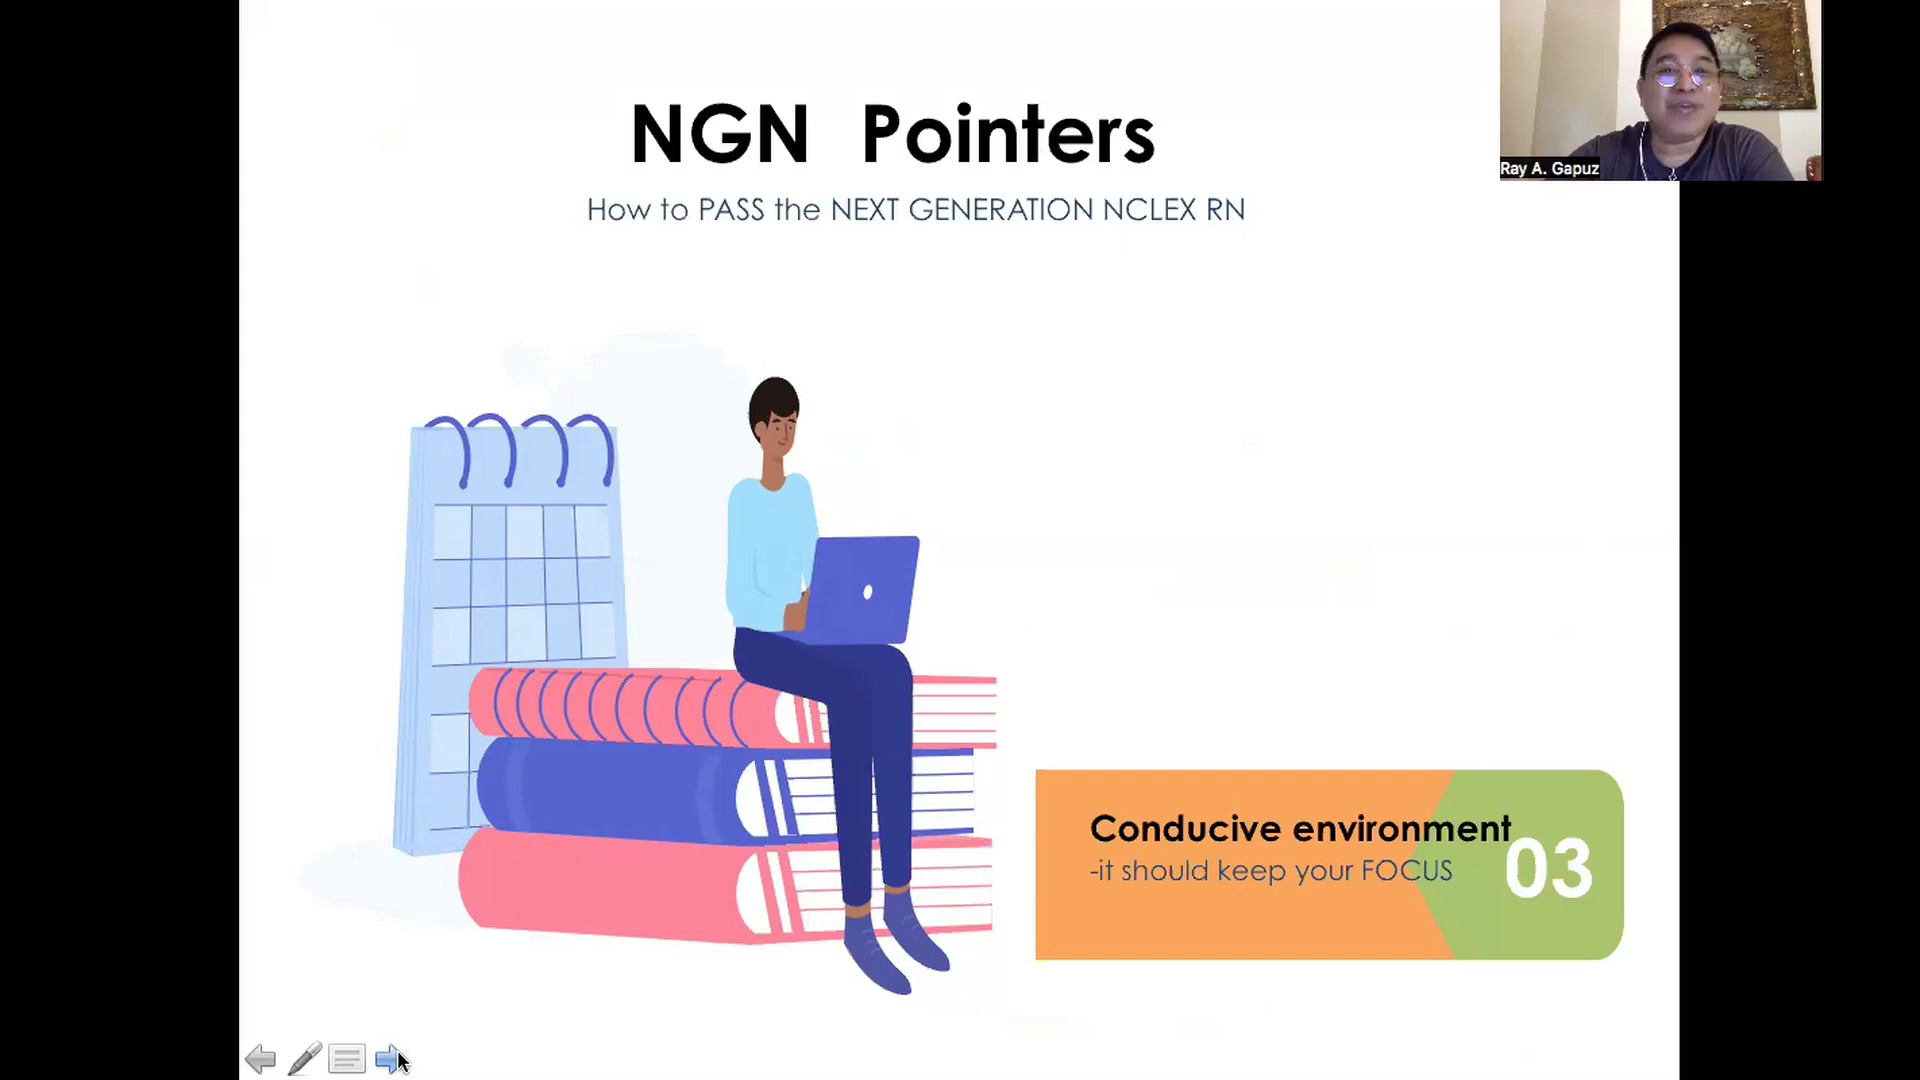 NGN Pointers
How to PASS the NEXT GENERATION NCLEX RN
Ray A. Gapuz
Conducive environment
-it should keep your FOCUS
03